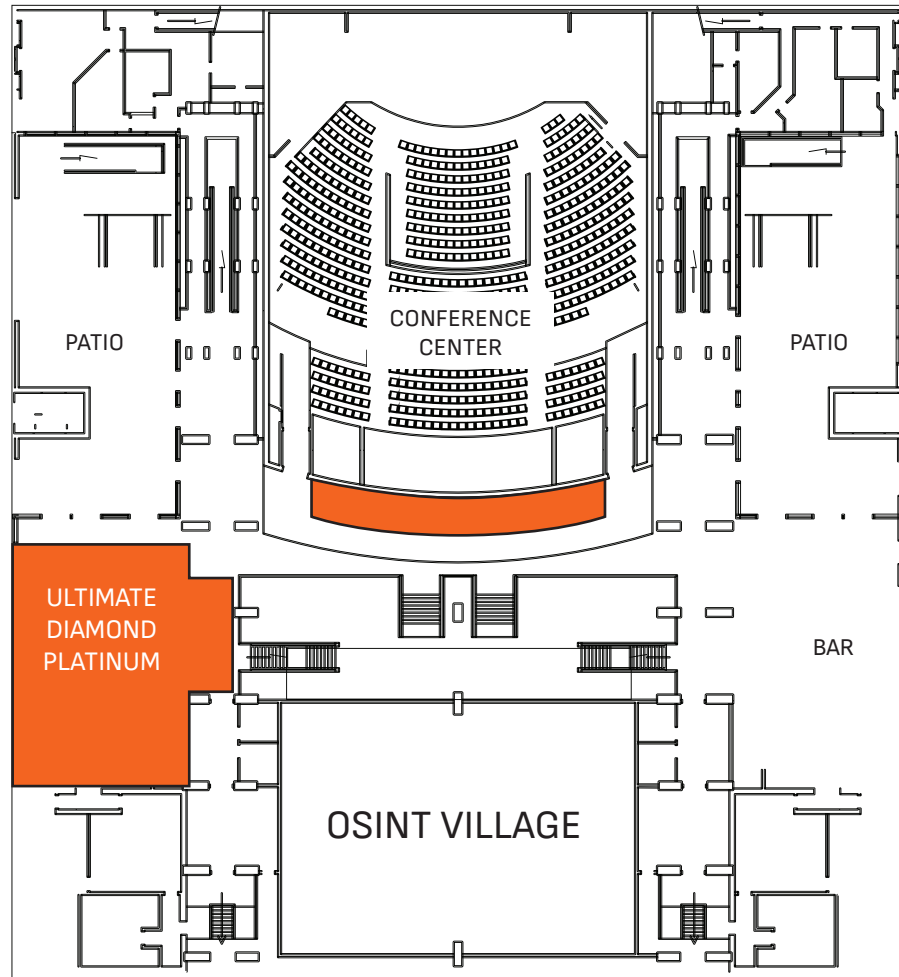 CONFERENCE
CENTER
PATIO
PATIO
ULTIMATE
DIAMOND
PLATINUM
BAR
OSINT VILLAGE